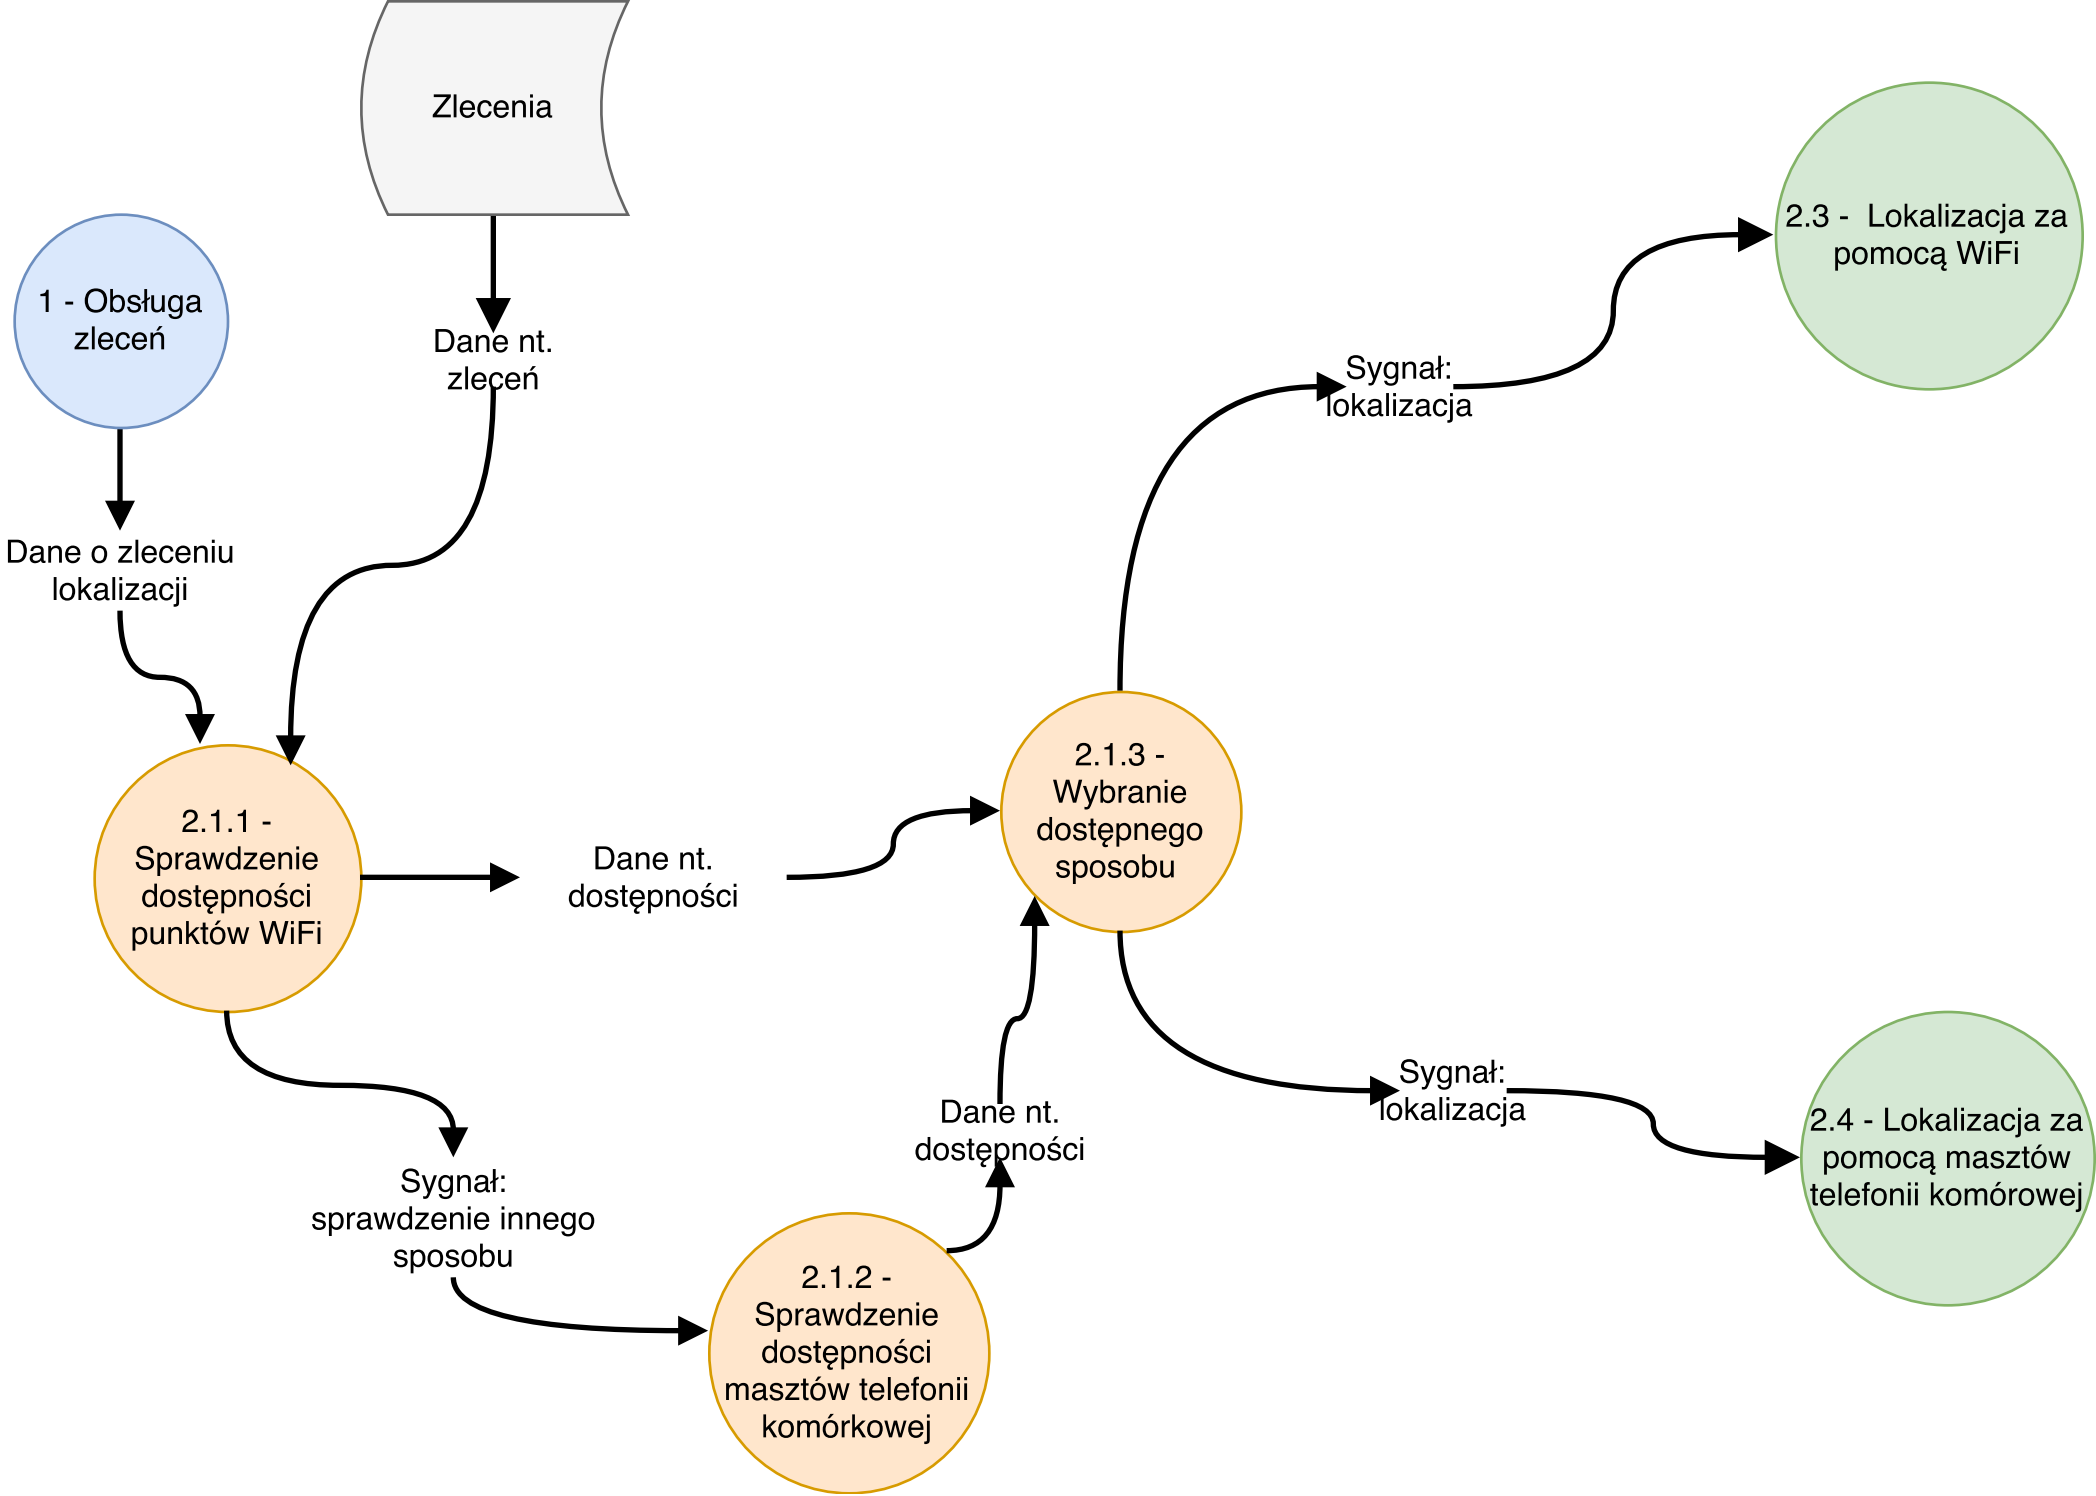 Zlecenia
1 - Obsługa
zleceń
Dane nt.
zleceń
Dane o zleceniu
lokalizacji
2.3 -  Lokalizacja za
pomocą WiFi
Sygnał:
lokalizacja
2.1.1 -
Sprawdzenie
dostępności
punktów WiFi
Dane nt.
dostępności
2.1.3 -
Wybranie
dostępnego
sposobu
Sygnał:
sprawdzenie innego
sposobu
Dane nt.
dostępności
Sygnał:
lokalizacja
2.4 - Lokalizacja za
pomocą masztów
telefonii komórowej
2.1.2 -
Sprawdzenie
dostępności
masztów telefonii
komórkowej